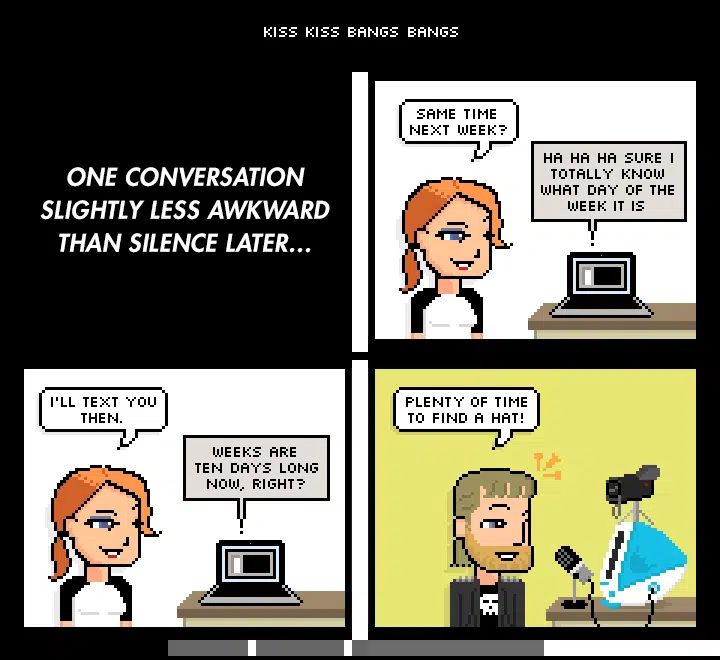 KISS KISS BANGS BANGS
ONE CONVERSATION
SLIGHTLY LESS AWKWARD
THAN SILENCE LATER...
SAME TIME
NEXT WEEK?
HA HA HA SURE I
TOTALLY KNOW
WHAT DAY OF THE
WEEK IT IS
I'LL TEXT YOU
THEN.
WEEKS ARE
TEN DAYS LONG
NOW, RIGHT?
PLENTY OF TIME
TO FIND A HAT!